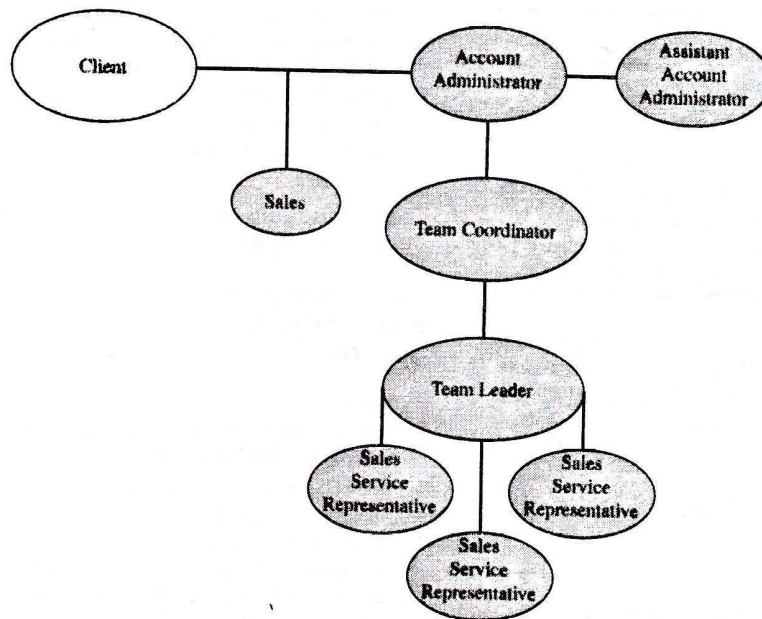 Client
Account
Administrator
Assistant
Account
Administrator
Sales
Team Coordinator
Team Leader
Sales
Service
Representative
Sales
Service
Representative
Sales
Service
Representative